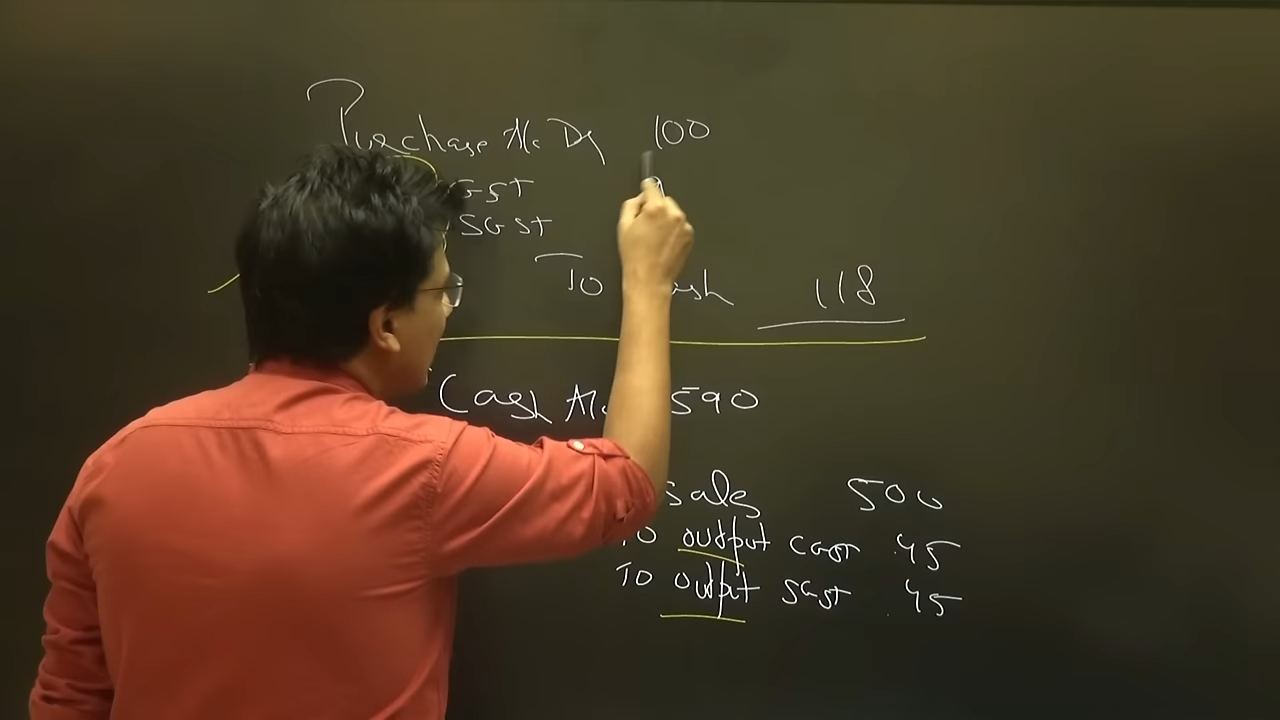 Purchase A/c Dr 100
GST 9
SGST
To 118
Cash A/c 590
Sales 500
To output CGST 45
To output SGST 45